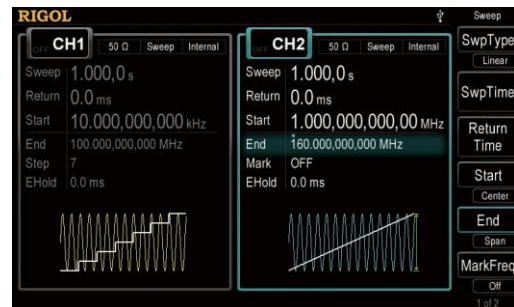 RIGOL
Sweep
OFF CH1 50 Ω Sweep Internal
Sweep 1.000,0 s
Return 0.0 ms
Start 10.000,000,000 kHz
End 100.000,000,000 MHz
Step 7
EHold 0.0 ms
OFF CH2 50 Ω Sweep Internal
Sweep 1.000,0 s
Return 0.0 ms
Start 1.000,000,000,00 MHz
End 160.000,000,000 MHz
Mark OFF
EHold 0.0 ms
SwpType
Linear
SwpTime
Return
Time
Start
Center
End
Span
MarkFreq
Off
1 of 2